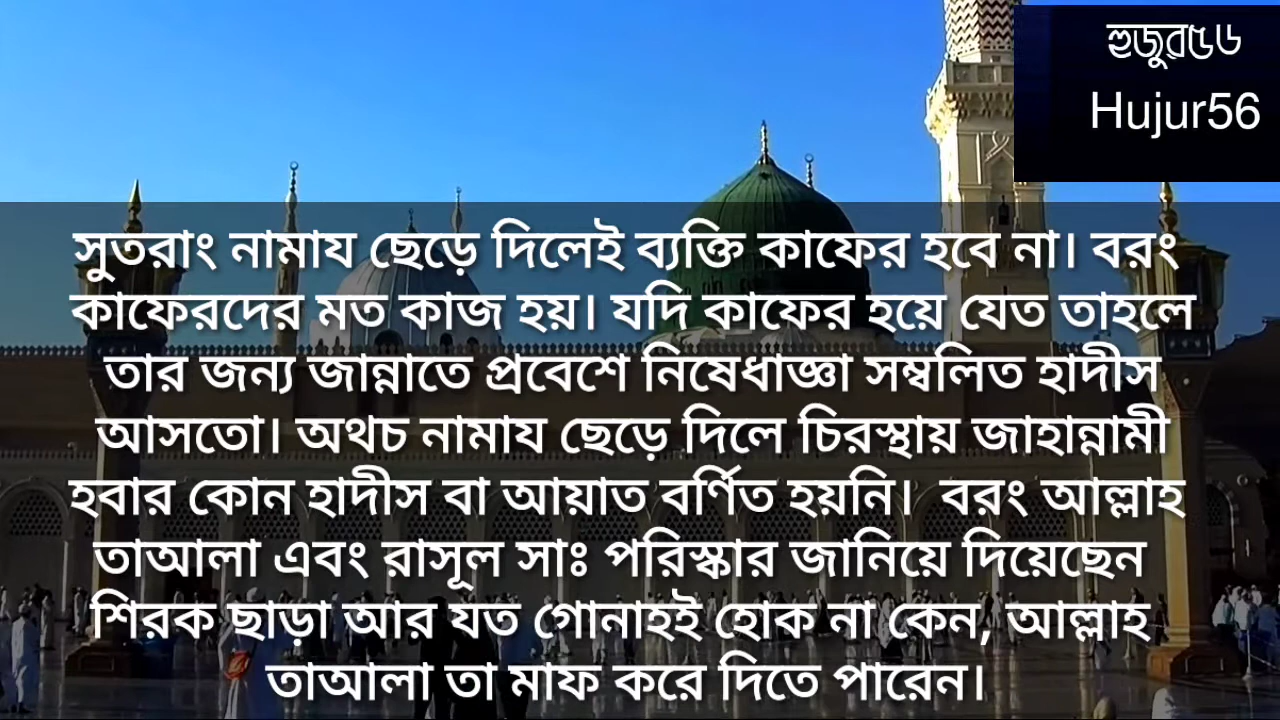 হুজুর৫৬
Hujur56
সুতরাং নামায ছেড়ে দিলেই ব্যক্তি কাফের হবে না। বরং
কাফেরদের মত কাজ হয়। যদি কাফের হয়ে যেত তাহলে
তার জন্য জান্নাতে প্রবেশে নিষেধাজ্ঞা সম্বলিত হাদীস
আসতো। অথচ নামায ছেড়ে দিলে চিরস্থায় জাহান্নামী
হবার কোন হাদীস বা আয়াত বর্ণিত হয়নি। বরং আল্লাহ
তাআলা এবং রাসূল সাঃ পরিস্কার জানিয়ে দিয়েছেন
শিরক ছাড়া আর যত গোনাহই হোক না কেন, আল্লাহ
তাআলা তা মাফ করে দিতে পারেন।